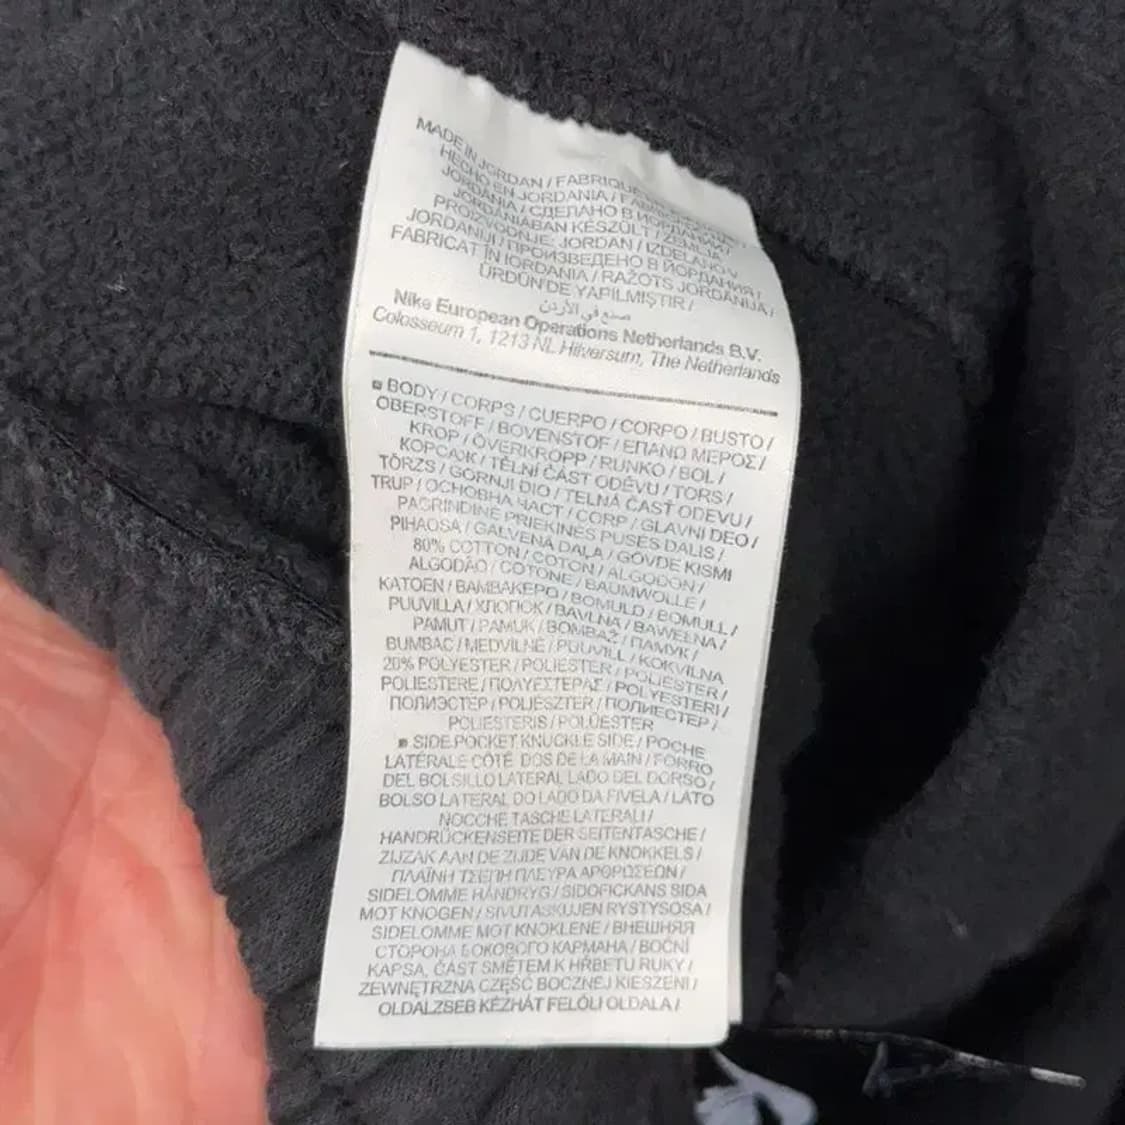 MADE IN JORDAN / FABRIQUÉ
HECHO EN JORDANIA /
JORDÂNIA / СДЕЛАНО В ИОРДАНИИ /
JORDÁNIÁBAN KÉSZÜLT / ZEMLJA
PROIZVODNJE: JORDAN / IZDELANO V
JORDANIJI / ПРОИЗВЕДЕНО В ЙОРДАНИЯ /
FABRICAT ÎN IORDANIA / RAŽOTS JORDĀNIJĀ /
ÜRDÜN'DE YAPILMIŞTIR /
صنع في الأردن
Nike European Operations Netherlands B.V.
Colosseum 1, 1213 NL Hilversum, The Netherlands
BODY / CORPS / CUERPO / CORPO / BUSTO /
OBERSTOFF / BOVENSTOF / ΕΠΑΝΩ ΜΕΡΟΣ /
KROP / ÖVERKROPP / RUNKO / BOL /
КОРСАЖ / TĚLNÍ ČÁST ODĚVU / TORS /
TÖRZS / GORNJI DIO / TELNÁ ČASŤ ODEVU /
TRUP / ОСНОВНА ЧАСТ / CORP / GLAVNI DEO /
PAGRINDINĖ PRIEKINĖS PUSĖS DALIS /
PIHAOSA / GALVENĀ DAĻA / GÖVDE KISMI
80% COTTON / COTON / ALGODÓN /
ALGODÃO / COTONE / BAUMWOLLE /
KATOEN / ΒΑΜΒΑΚΕΡΟ / BOMULD / BOMULL /
PUUVILLA / ХЛОПОК / BAVLNA / BAWEŁNA /
PAMUT / PAMUK / BOMBAŽ / ПАМУК /
BUMBAC / MEDVILNĖ / PUUVILL / KOKVILNA
20% POLYESTER / POLIESTER / POLIÉSTER /
POLIESTERE / ΠΟΛΥΕΣΤΕΡΑΣ / POLYESTERI /
ПОЛИЭСТЕР / POLIÉSZTER / ПОЛИЕСТЕР /
POLIESTERIS / POLÜESTER
SIDE POCKET KNUCKLE SIDE / POCHE
LATÉRALE CÔTÉ DOS DE LA MAIN / FORRO
DEL BOLSILLO LATERAL LADO DEL DORSO /
BOLSO LATERAL DO LADO DA FIVELA / LATO
NOCCHE TASCHE LATERALI /
HANDRÜCKENSEITE DER SEITENTASCHE /
ZIJZAK AAN DE ZIJDE VAN DE KNOKKELS /
ΠΛΑΪΝΗ ΤΣΕΠΗ ΠΛΕΥΡΑ ΑΡΘΡΩΣΕΩΝ /
SIDELOMME HÅNDRYG / SIDOFICKANS SIDA
MOT KNOGEN / SIVUTASKUJEN RYSTYSOSA /
SIDELOMME MOT KNOKLENE / ВНЕШНЯЯ
СТОРОНА БОКОВОГО КАРМАНА / BOČNÍ
KAPSA, ČÁST SMĚTEM K HŘBETU RUKY /
ZEWNĘTRZNA CZĘŚĆ BOCZNEJ KIESZENI /
OLDALZSEB KÉZHÁT FELŐLI OLDALA /